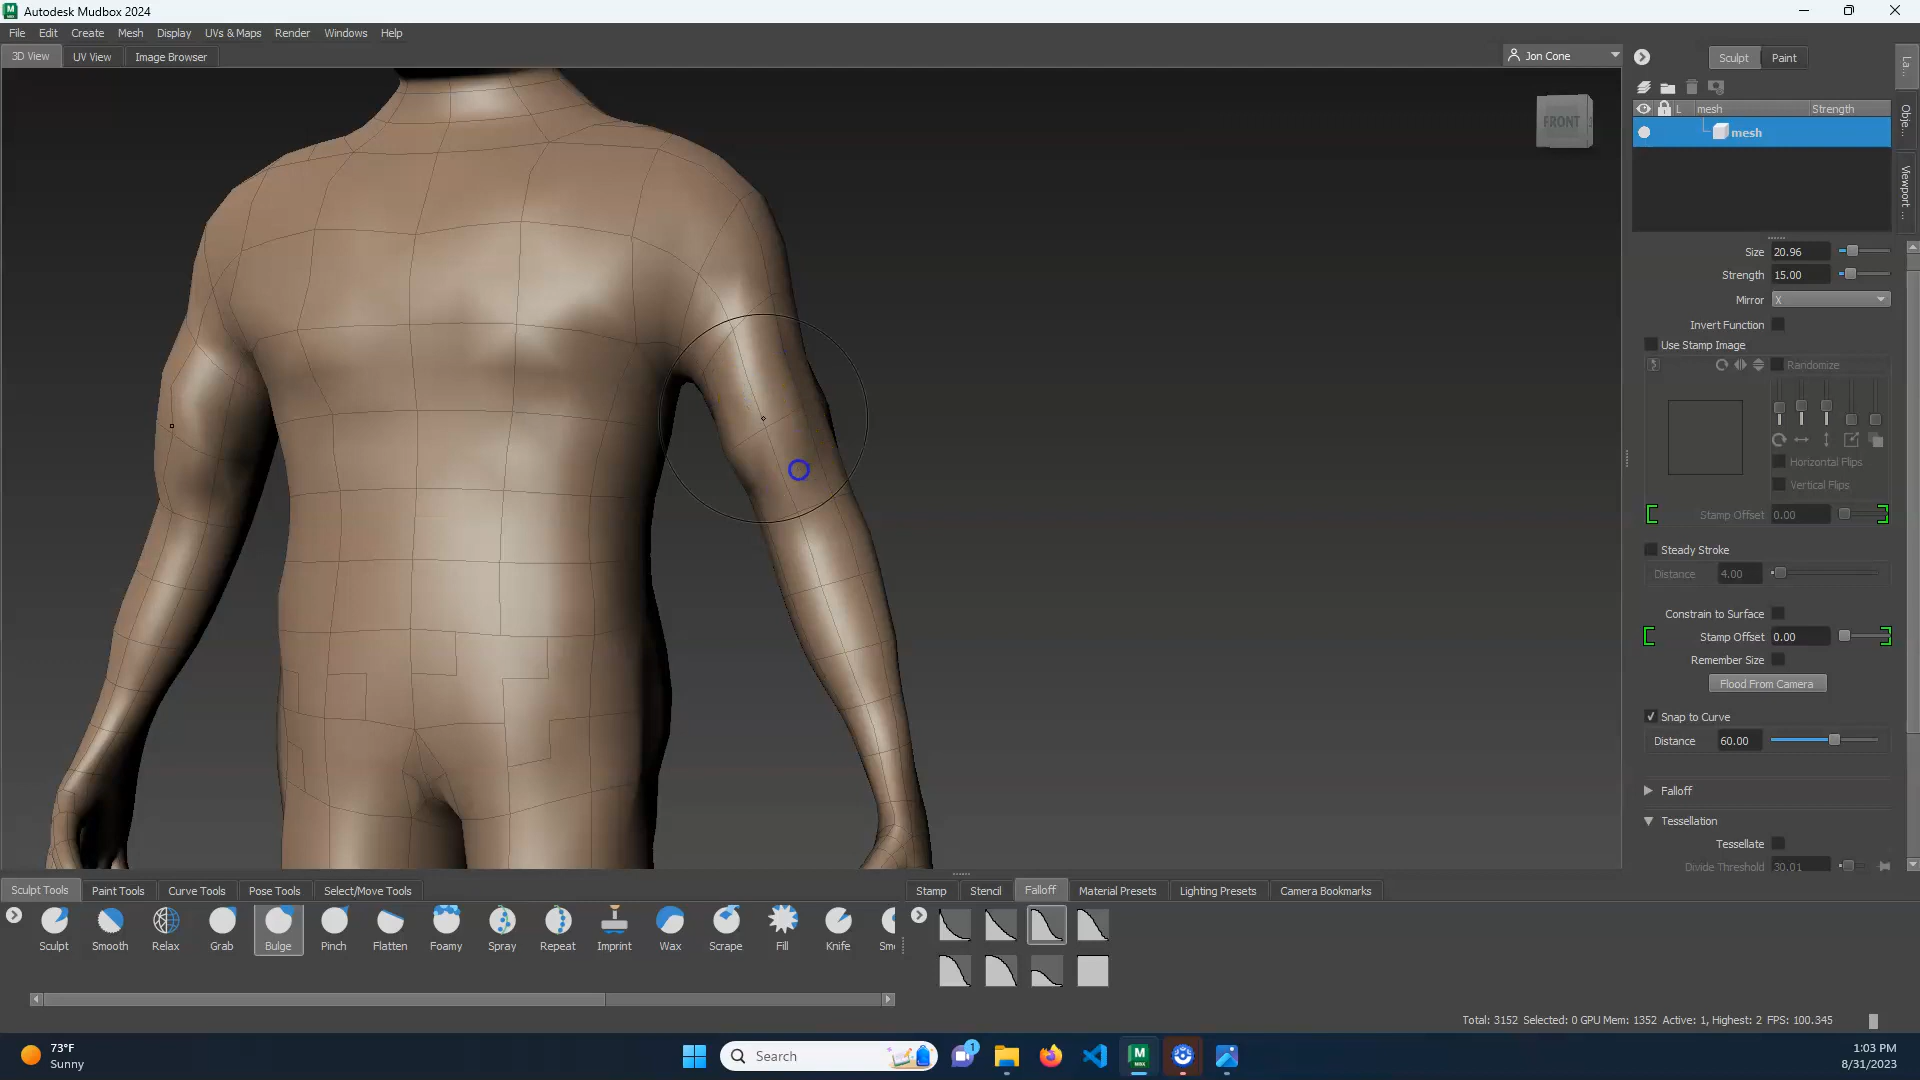 Autodesk Mudbox 2024
File Edit Create Mesh Display UVs & Maps Render Windows Help
3D View UV View Image Browser
Jon Cone
FRONT
Sculpt Paint
La...
L mesh Strength
mesh
Obje...
Viewport ...
Size 20.96
Strength 15.00
Mirror X
Invert Function
Use Stamp Image
Randomize
Horizontal Flips
Vertical Flips
Stamp Offset 0.00
Steady Stroke
Distance 4.00
Constrain to Surface
Stamp Offset 0.00
Remember Size
Flood From Camera
Snap to Curve
Distance 60.00
Falloff
Tessellation
Tessellate
Divide Threshold 30.01
Sculpt Tools Paint Tools Curve Tools Pose Tools Select/Move Tools
Sculpt Smooth Relax Grab Bulge Pinch Flatten Foamy Spray Repeat Imprint Wax Scrape Fill Knife Sme
Stamp Stencil Falloff Material Presets Lighting Presets Camera Bookmarks
Total: 3152 Selected: 0 GPU Mem: 1352 Active: 1, Highest: 2 FPS: 100.345
73°F
Sunny
Search
1
1:03 PM
8/31/2023